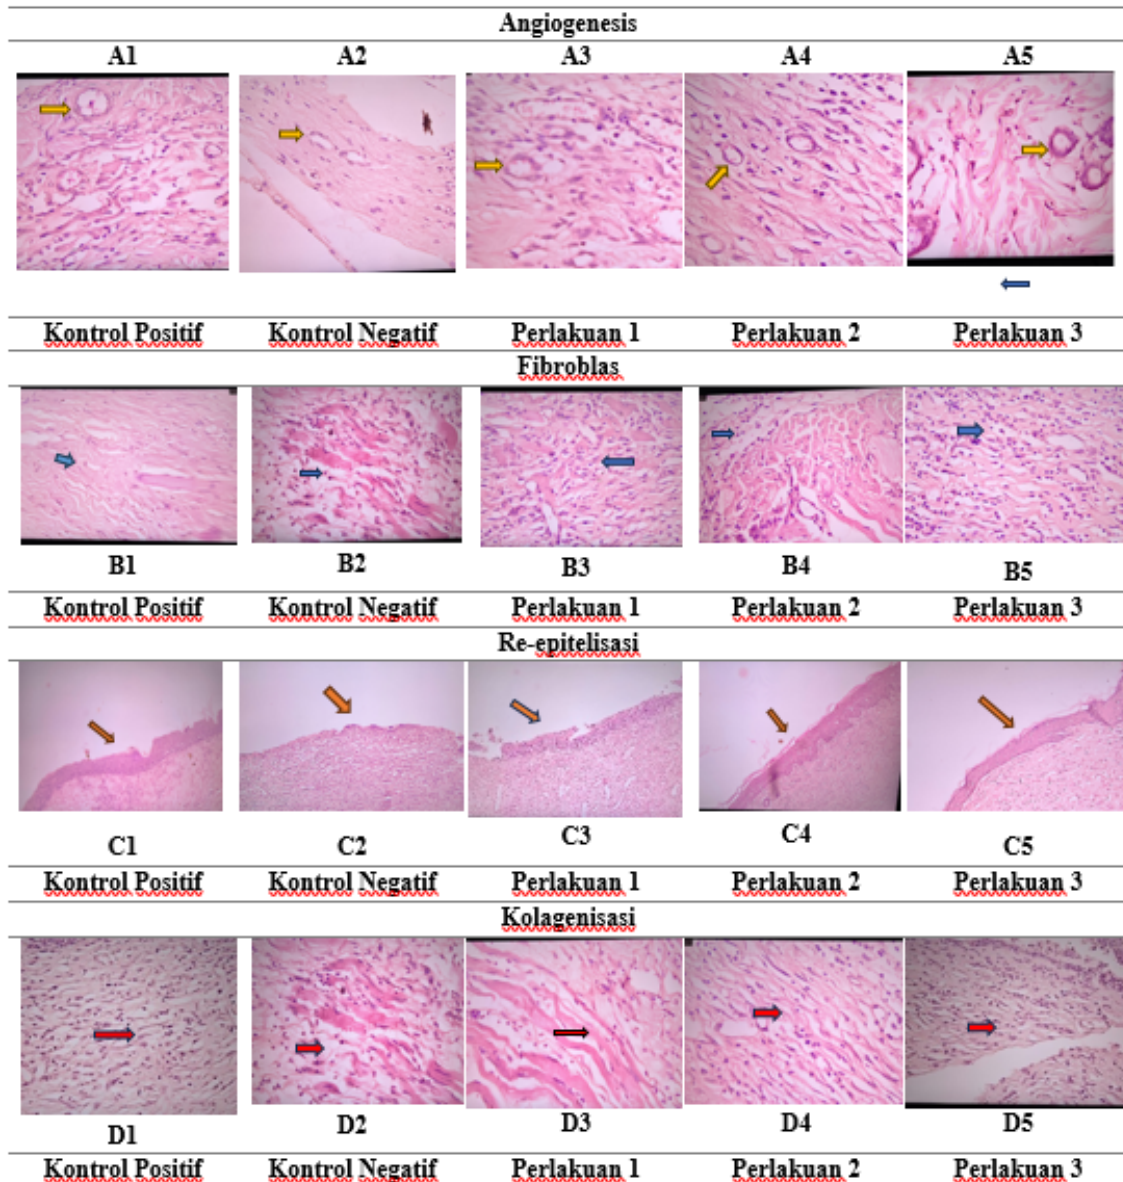 Angiogenesis
A1 A2 A3 A4 A5
Kontrol Positif Kontrol Negatif Perlakuan 1 Perlakuan 2 Perlakuan 3
Fibroblas
B1 B2 B3 B4 B5
Kontrol Positif Kontrol Negatif Perlakuan 1 Perlakuan 2 Perlakuan 3
Re-epitelisasi
C1 C2 C3 C4 C5
Kontrol Positif Kontrol Negatif Perlakuan 1 Perlakuan 2 Perlakuan 3
Kolagenisasi
D1 D2 D3 D4 D5
Kontrol Positif Kontrol Negatif Perlakuan 1 Perlakuan 2 Perlakuan 3